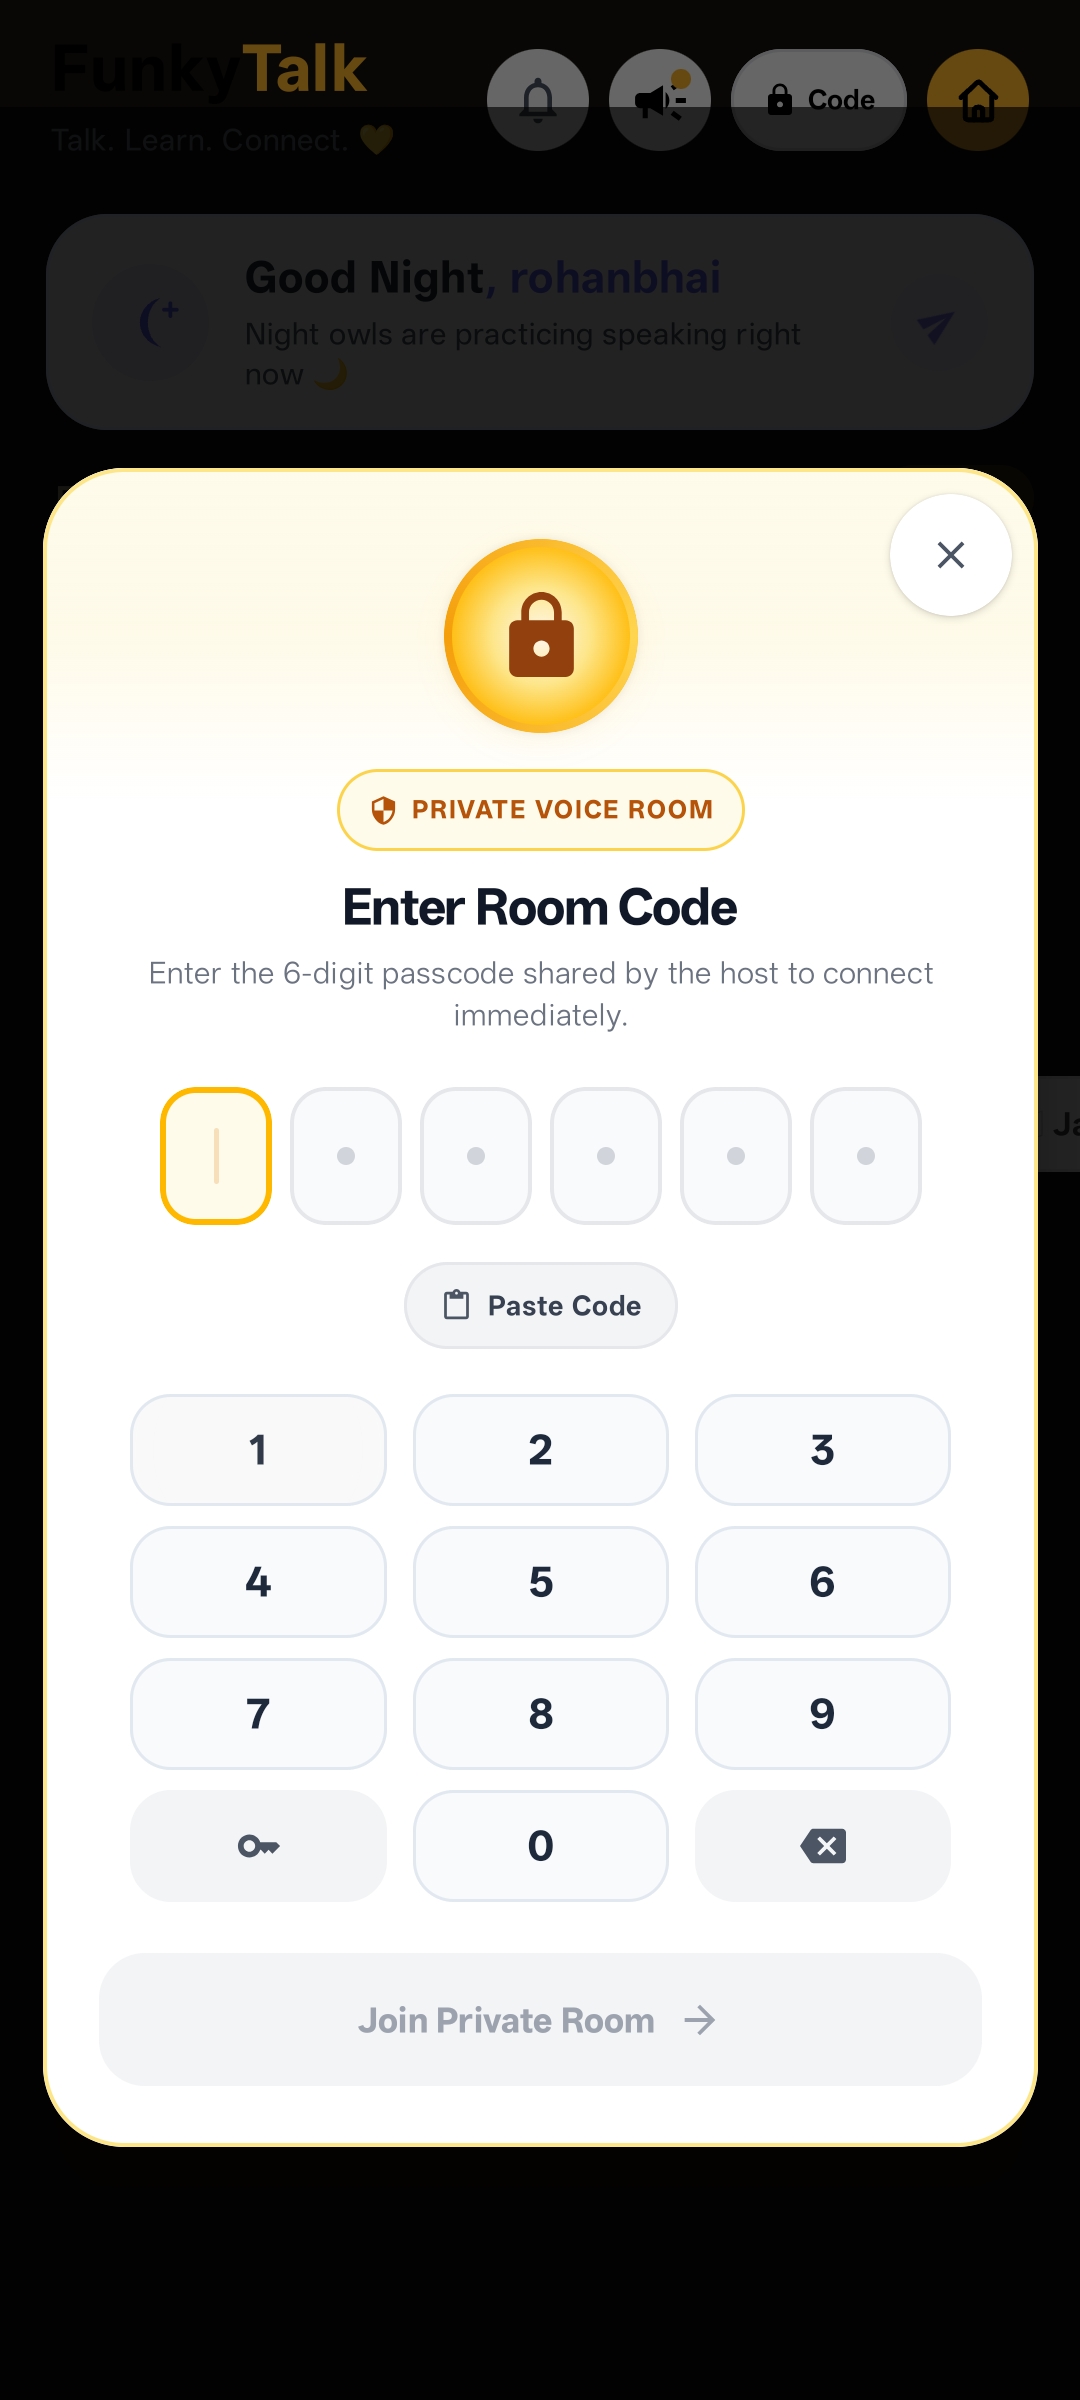 FunkyTalk
Talk. Learn. Connect. 💛
Code
Good Night, rohanbhai
Night owls are practicing speaking right
now 🌙
PRIVATE VOICE ROOM
Enter Room Code
Enter the 6-digit passcode shared by the host to connect
immediately.
Paste Code
1 2 3
4 5 6
7 8 9
0
Join Private Room